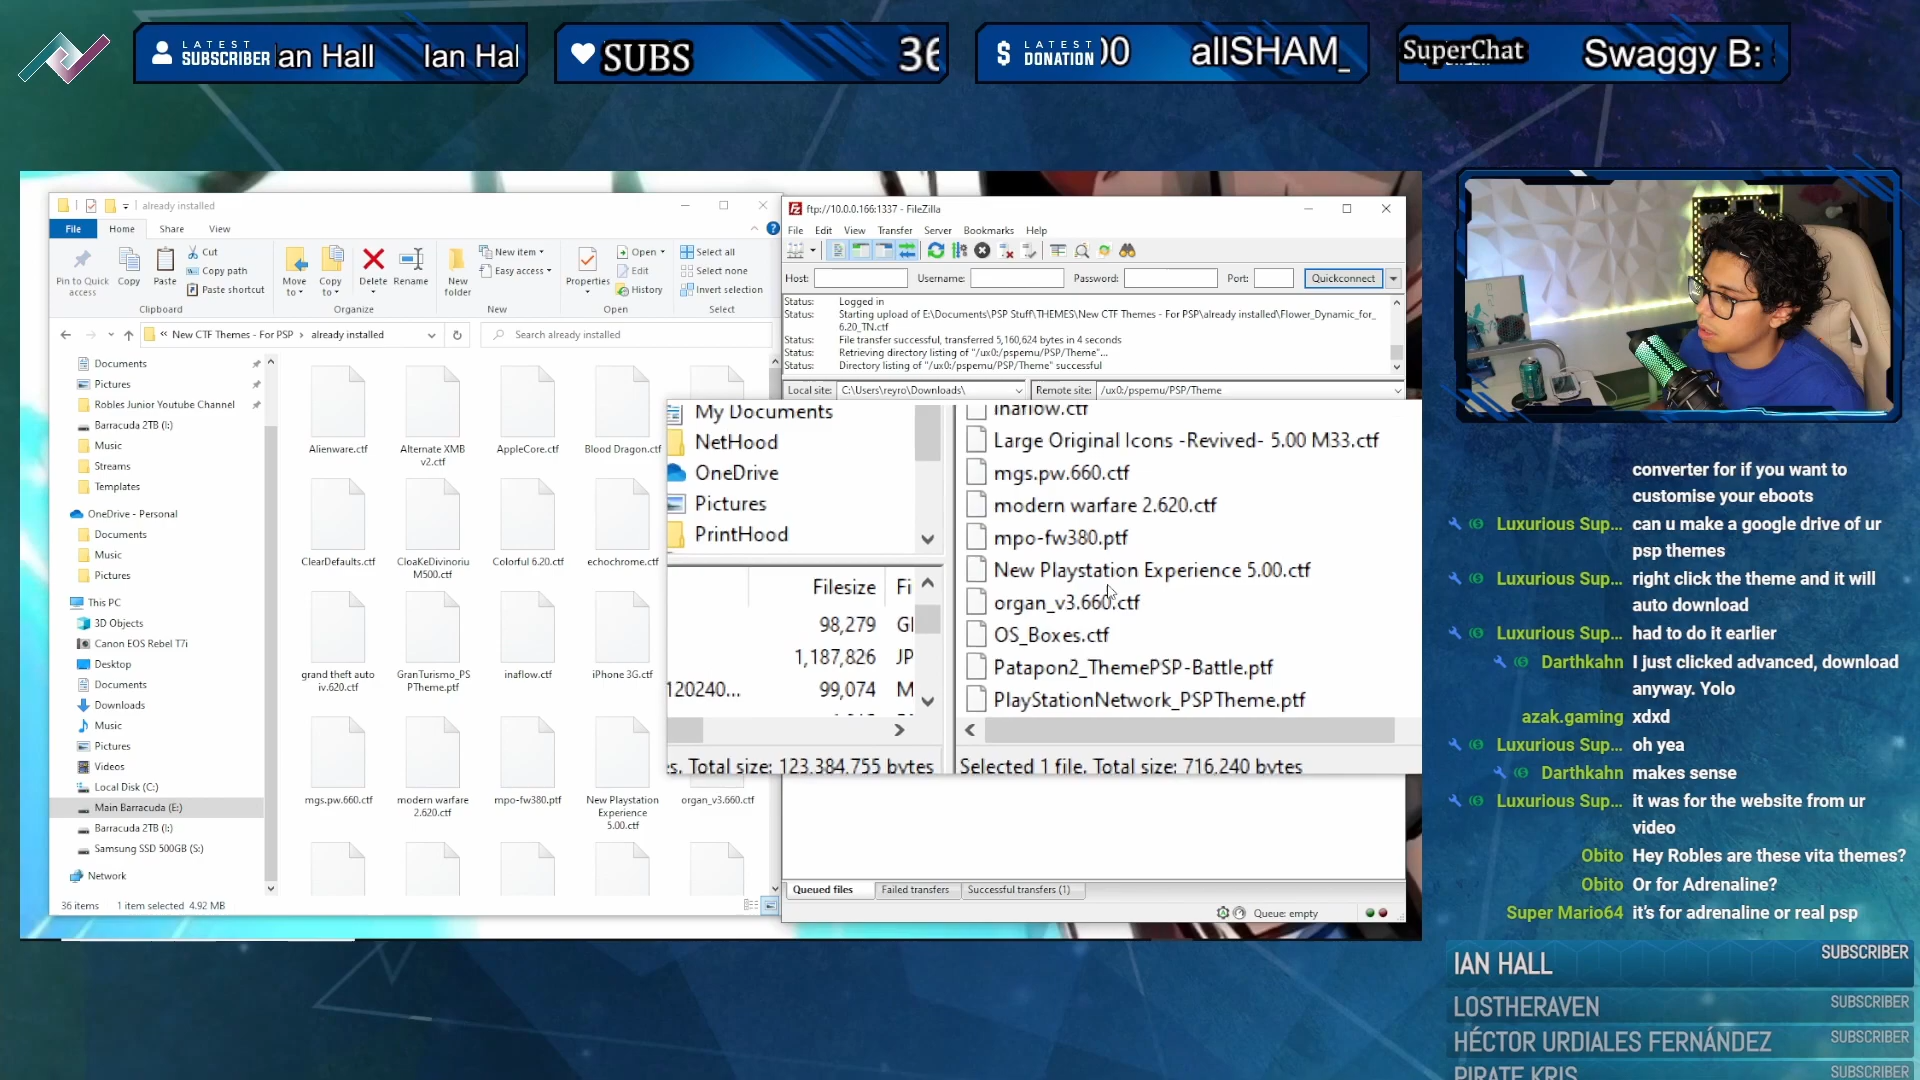 LATEST
SUBSCRIBER
Ian Hall
Ian Hal
SUBS
36
LATEST
DONATION
00
allSHAM_
SuperChat
Swaggy B:
already installed
File
Home
Share
View
Pin to Quick
access
Copy
Paste
Cut
Copy path
Paste shortcut
Clipboard
Move
to
Copy
to
Delete
Rename
Organize
New
folder
New item
Easy access
New
Properties
Open
Edit
History
Open
Select all
Select none
Invert selection
Select
« New CTF Themes - For PSP > already installed
Search already installed
Documents
Pictures
Robles Junior Youtube Channel
Barracuda 2TB (I:)
Music
Streams
Templates
OneDrive - Personal
Documents
Music
Pictures
This PC
3D Objects
Canon EOS Rebel T7i
Desktop
Documents
Downloads
Music
Pictures
Videos
Local Disk (C:)
Main Barracuda (E:)
Barracuda 2TB (I:)
Samsung SSD 500GB (S:)
Network
Alienware.ctf
Alternate XMB
v2.ctf
AppleCore.ctf
Blood Dragon.ctf
ClearDefaults.ctf
CloaKeDivinoriu
M500.ctf
Colorful 6.20.ctf
echochrome.ctf
grand theft auto
iv.620.ctf
GranTurismo_PS
PTheme.ptf
inaflow.ctf
iPhone 3G.ctf
mgs.pw.660.ctf
modern warfare
2.620.ctf
mpo-fw380.ptf
New Playstation
Experience
5.00.ctf
organ_v3.660.ctf
36 items
1 item selected 4.92 MB
ftp://10.0.0.166:1337 - FileZilla
File Edit View Transfer Server Bookmarks Help
Host:
Username:
Password:
Port:
Quickconnect
Status: Logged in
Status: Starting upload of E:\Documents\PSP Stuff\THEMES\New CTF Themes - For PSP\already installed\Flower_Dynamic_for_
6.20_TN.ctf
Status: File transfer successful, transferred 5,160,624 bytes in 4 seconds
Status: Retrieving directory listing of "/ux0:/pspemu/PSP/Theme"...
Status: Directory listing of "/ux0:/pspemu/PSP/Theme" successful
Local site: C:\Users\reyro\Downloads\
Remote site: /ux0:/pspemu/PSP/Theme
My Documents
NetHood
OneDrive
Pictures
PrintHood
Filesize
Fi
98,279
GI
1,187,826
JP
120240...
99,074
M
s. Total size: 123,384,755 bytes
inaflow.ctf
Large Original Icons -Revived- 5.00 M33.ctf
mgs.pw.660.ctf
modern warfare 2.620.ctf
mpo-fw380.ptf
New Playstation Experience 5.00.ctf
organ_v3.660.ctf
OS_Boxes.ctf
Patapon2_ThemePSP-Battle.ptf
PlayStationNetwork_PSPTheme.ptf
Selected 1 file. Total size: 716,240 bytes
Queued files
Failed transfers
Successful transfers (1)
Queue: empty
converter for if you want to
customise your eboots
Luxurious Sup... can u make a google drive of ur
psp themes
Luxurious Sup... right click the theme and it will
auto download
Luxurious Sup... had to do it earlier
Darthkahn I just clicked advanced, download
anyway. Yolo
azak.gaming xdxd
Luxurious Sup... oh yea
Darthkahn makes sense
Luxurious Sup... it was for the website from ur
video
Obito Hey Robles are these vita themes?
Obito Or for Adrenaline?
Super Mario64 it's for adrenaline or real psp
IAN HALL SUBSCRIBER
LOSTHERAVEN SUBSCRIBER
HÉCTOR URDIALES FERNÁNDEZ SUBSCRIBER
PIRATE KRIS SUBSCRIBER